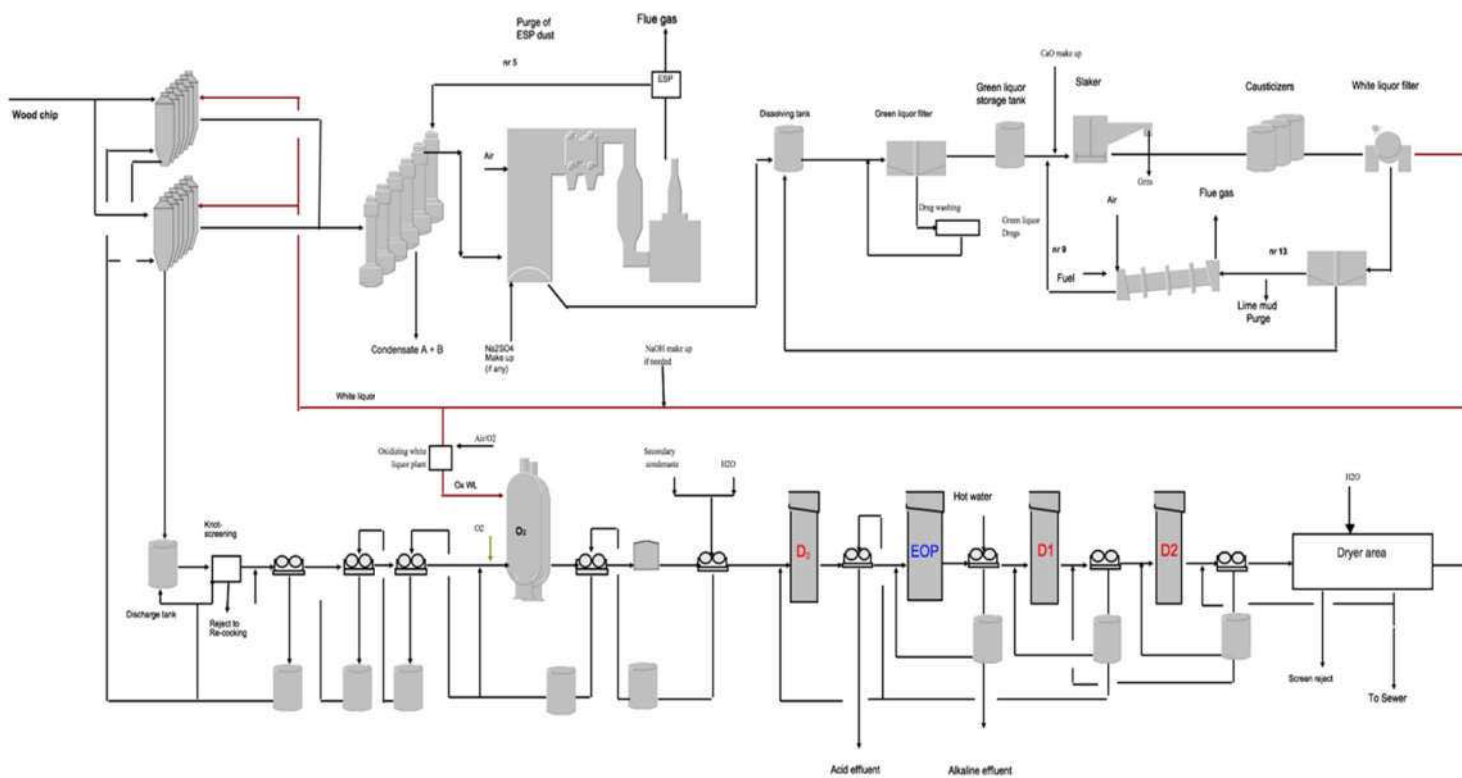 Purge of
ESP dust
Flue gas
nr 5
ESP
Wood chip
Air
Dissolving tank
Green liquor filter
Green liquor
storage tank
CaO make up
Slaker
Causticizers
White liquor filter
Grits
Drag washing
Green liquor
Drags
nr 9
Air
Flue gas
nr 13
Fuel
Lime mud
Purge
Condensate A + B
Na2SO4
Make up
(if any)
NaOH make up
if needed
White liquor
Air/O2
Oxidizing white
liquor plant
Ox WL
Secondary
condensate
H2O
O2
O2
Knot-
screening
Discharge tank
Reject to
Re-cooking
D0
EOP
Hot water
D1
D2
H2O
Dryer area
Screen reject
To Sewer
Acid effluent
Alkaline effluent